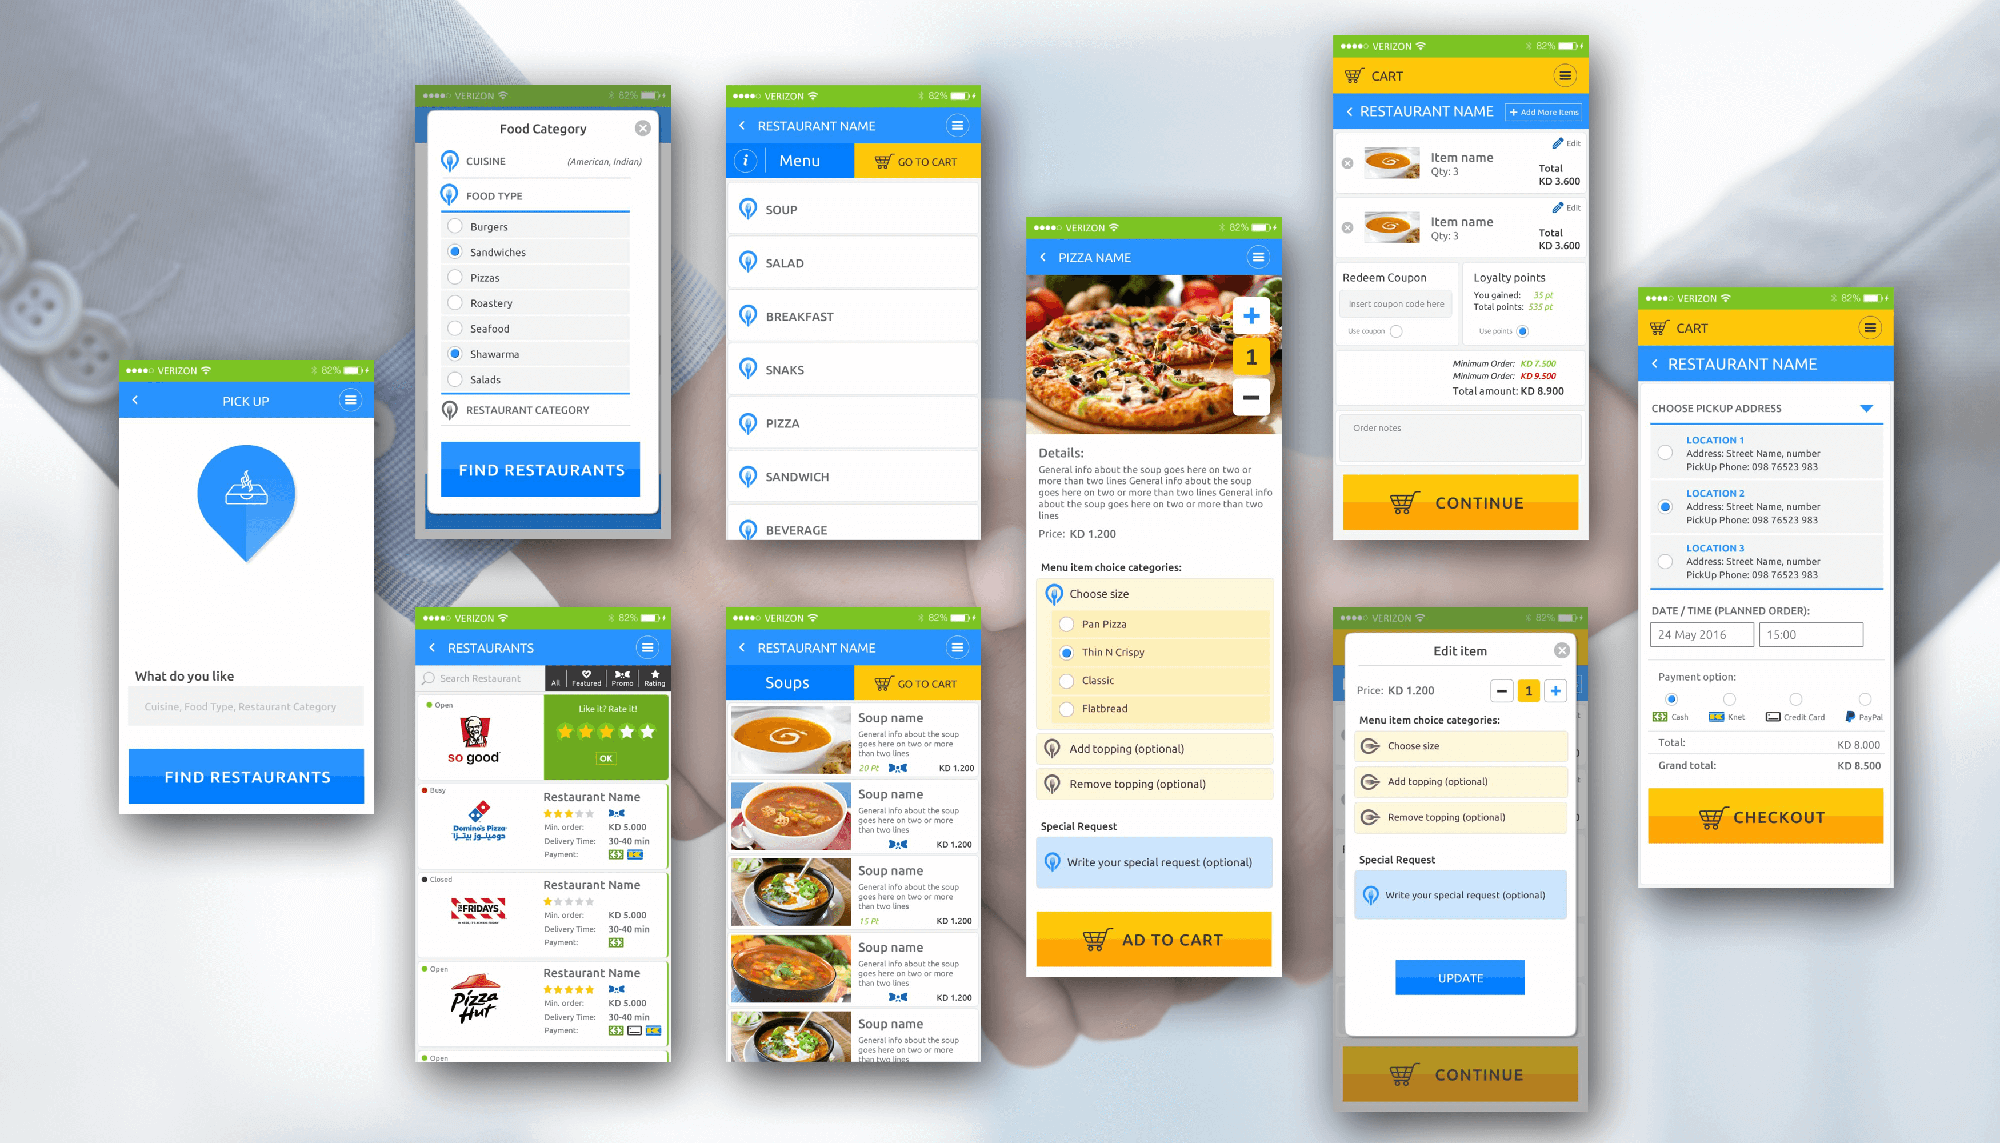 VERIZON 82%
PICK UP
What do you like
Cuisine, Food Type, Restaurant Category
FIND RESTAURANTS
VERIZON 82%
Food Category
CUISINE (American, Indian)
FOOD TYPE
Burgers
Sandwiches
Pizzas
Roastery
Seafood
Shawarma
Salads
RESTAURANT CATEGORY
FIND RESTAURANTS
VERIZON 82%
RESTAURANTS
Search Restaurant All Featured Promo Rating
Open
so good
Like it? Rate it!
OK
Busy
Domino's Pizza
دومينوز بيتزا
Restaurant Name
Min. order: KD 5.000
Delivery Time: 30-40 min
Payment:
Closed
FRIDAYS
Restaurant Name
Min. order: KD 5.000
Delivery Time: 30-40 min
Payment:
Open
Pizza Hut
Restaurant Name
Min. order: KD 5.000
Delivery Time: 30-40 min
Payment:
Open
VERIZON 82%
RESTAURANT NAME
i Menu GO TO CART
SOUP
SALAD
BREAKFAST
SNAKS
PIZZA
SANDWICH
BEVERAGE
VERIZON 82%
RESTAURANT NAME
Soups GO TO CART
Soup name
General info about the soup
goes here on two or more
than two lines
20 Pt KD 1.200
Soup name
General info about the soup
goes here on two or more
than two lines
KD 1.200
Soup name
General info about the soup
goes here on two or more
than two lines
15 Pt KD 1.200
Soup name
General info about the soup
goes here on two or more
than two lines
KD 1.200
Soup name
General info about the soup
goes here on two or more
than two lines
VERIZON 82%
PIZZA NAME
+
1
−
Details:
General info about the soup goes here on two or
more than two lines General info about the soup
goes here on two or more than two lines General info
about the soup goes here on two or more than two
lines
Price: KD 1.200
Menu item choice categories:
Choose size
Pan Pizza
Thin N Crispy
Classic
Flatbread
Add topping (optional)
Remove topping (optional)
Special Request
Write your special request (optional)
AD TO CART
VERIZON 82%
CART
RESTAURANT NAME + Add More Items
Edit
Item name
Qty: 3
Total
KD 3.600
Edit
Item name
Qty: 3
Total
KD 3.600
Redeem Coupon
Insert coupon code here
Use coupon
Loyalty points
You gained: 35 pt
Total points: 535 pt
Use points
Minimum Order: KD 7.500
Minimum Order: KD 9.500
Total amount: KD 8.900
Order notes
CONTINUE
VERIZON 82%
Edit item
Price: KD 1.200 − 1 +
Menu item choice categories:
Choose size
Add topping (optional)
Remove topping (optional)
Special Request
Write your special request (optional)
UPDATE
CONTINUE
VERIZON 82%
CART
RESTAURANT NAME
CHOOSE PICKUP ADDRESS
LOCATION 1
Address: Street Name, number
PickUp Phone: 098 76523 983
LOCATION 2
Address: Street Name, number
PickUp Phone: 098 76523 983
LOCATION 3
Address: Street Name, number
PickUp Phone: 098 76523 983
DATE / TIME (PLANNED ORDER):
24 May 2016 15:00
Payment option:
Cash Knet Credit Card PayPal
Total: KD 8.000
Grand total: KD 8.500
CHECKOUT